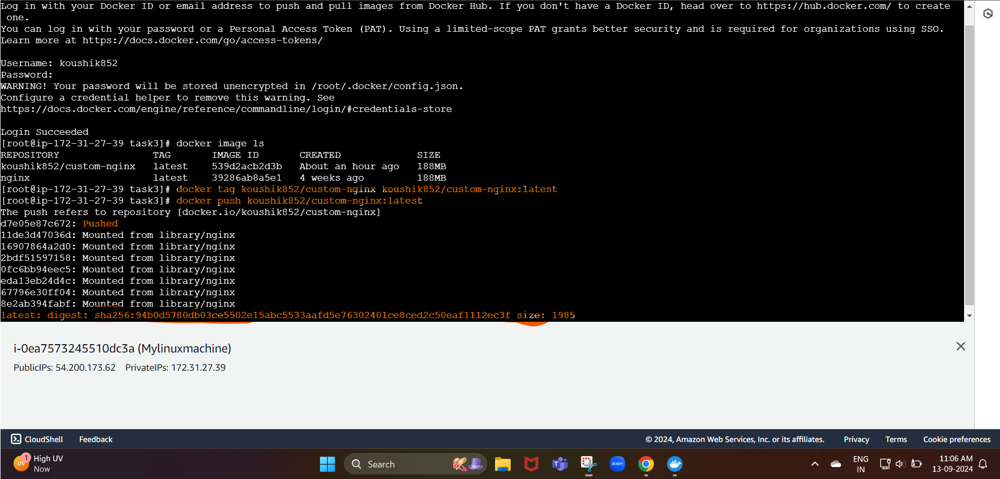 Log in with your Docker ID or email address to push and pull images from Docker Hub. If you don't have a Docker ID, head over to https://hub.docker.com/ to create
one.
You can log in with your password or a Personal Access Token (PAT). Using a limited-scope PAT grants better security and is required for organizations using SSO.
Learn more at https://docs.docker.com/go/access-tokens/
Username: koushik852
Password:
WARNING! Your password will be stored unencrypted in /root/.docker/config.json.
Configure a credential helper to remove this warning. See
https://docs.docker.com/engine/reference/commandline/login/#credentials-store
Login Succeeded
[root@ip-172-31-27-39 task3]# docker image ls
REPOSITORY TAG IMAGE ID CREATED SIZE
koushik852/custom-nginx latest 539d2acb2d3b About an hour ago 188MB
nginx latest 39286ab8a5e1 4 weeks ago 188MB
[root@ip-172-31-27-39 task3]# docker tag koushik852/custom-nginx koushik852/custom-nginx:latest
[root@ip-172-31-27-39 task3]# docker push koushik852/custom-nginx:latest
The push refers to repository [docker.io/koushik852/custom-nginx]
d7e05e87c672: Pushed
11de3d47036d: Mounted from library/nginx
16907864a2d0: Mounted from library/nginx
2bdf51597158: Mounted from library/nginx
0fc6bb94eec5: Mounted from library/nginx
eda13eb24d4c: Mounted from library/nginx
67796e30ff04: Mounted from library/nginx
8e2ab394fabf: Mounted from library/nginx
latest: digest: sha256:94b0d5780db03ce5502e15abc5533aafd5e76302401ce8ced2c50eaf1112ec3f size: 1985
i-0ea7573245510dc3a (Mylinuxmachine)
PublicIPs: 54.200.173.62 PrivateIPs: 172.31.27.39
CloudShell Feedback © 2024, Amazon Web Services, Inc. or its affiliates. Privacy Terms Cookie preferences
UV 1 High UV
Now
Search
zoom
ENG
IN
11:06 AM
13-09-2024